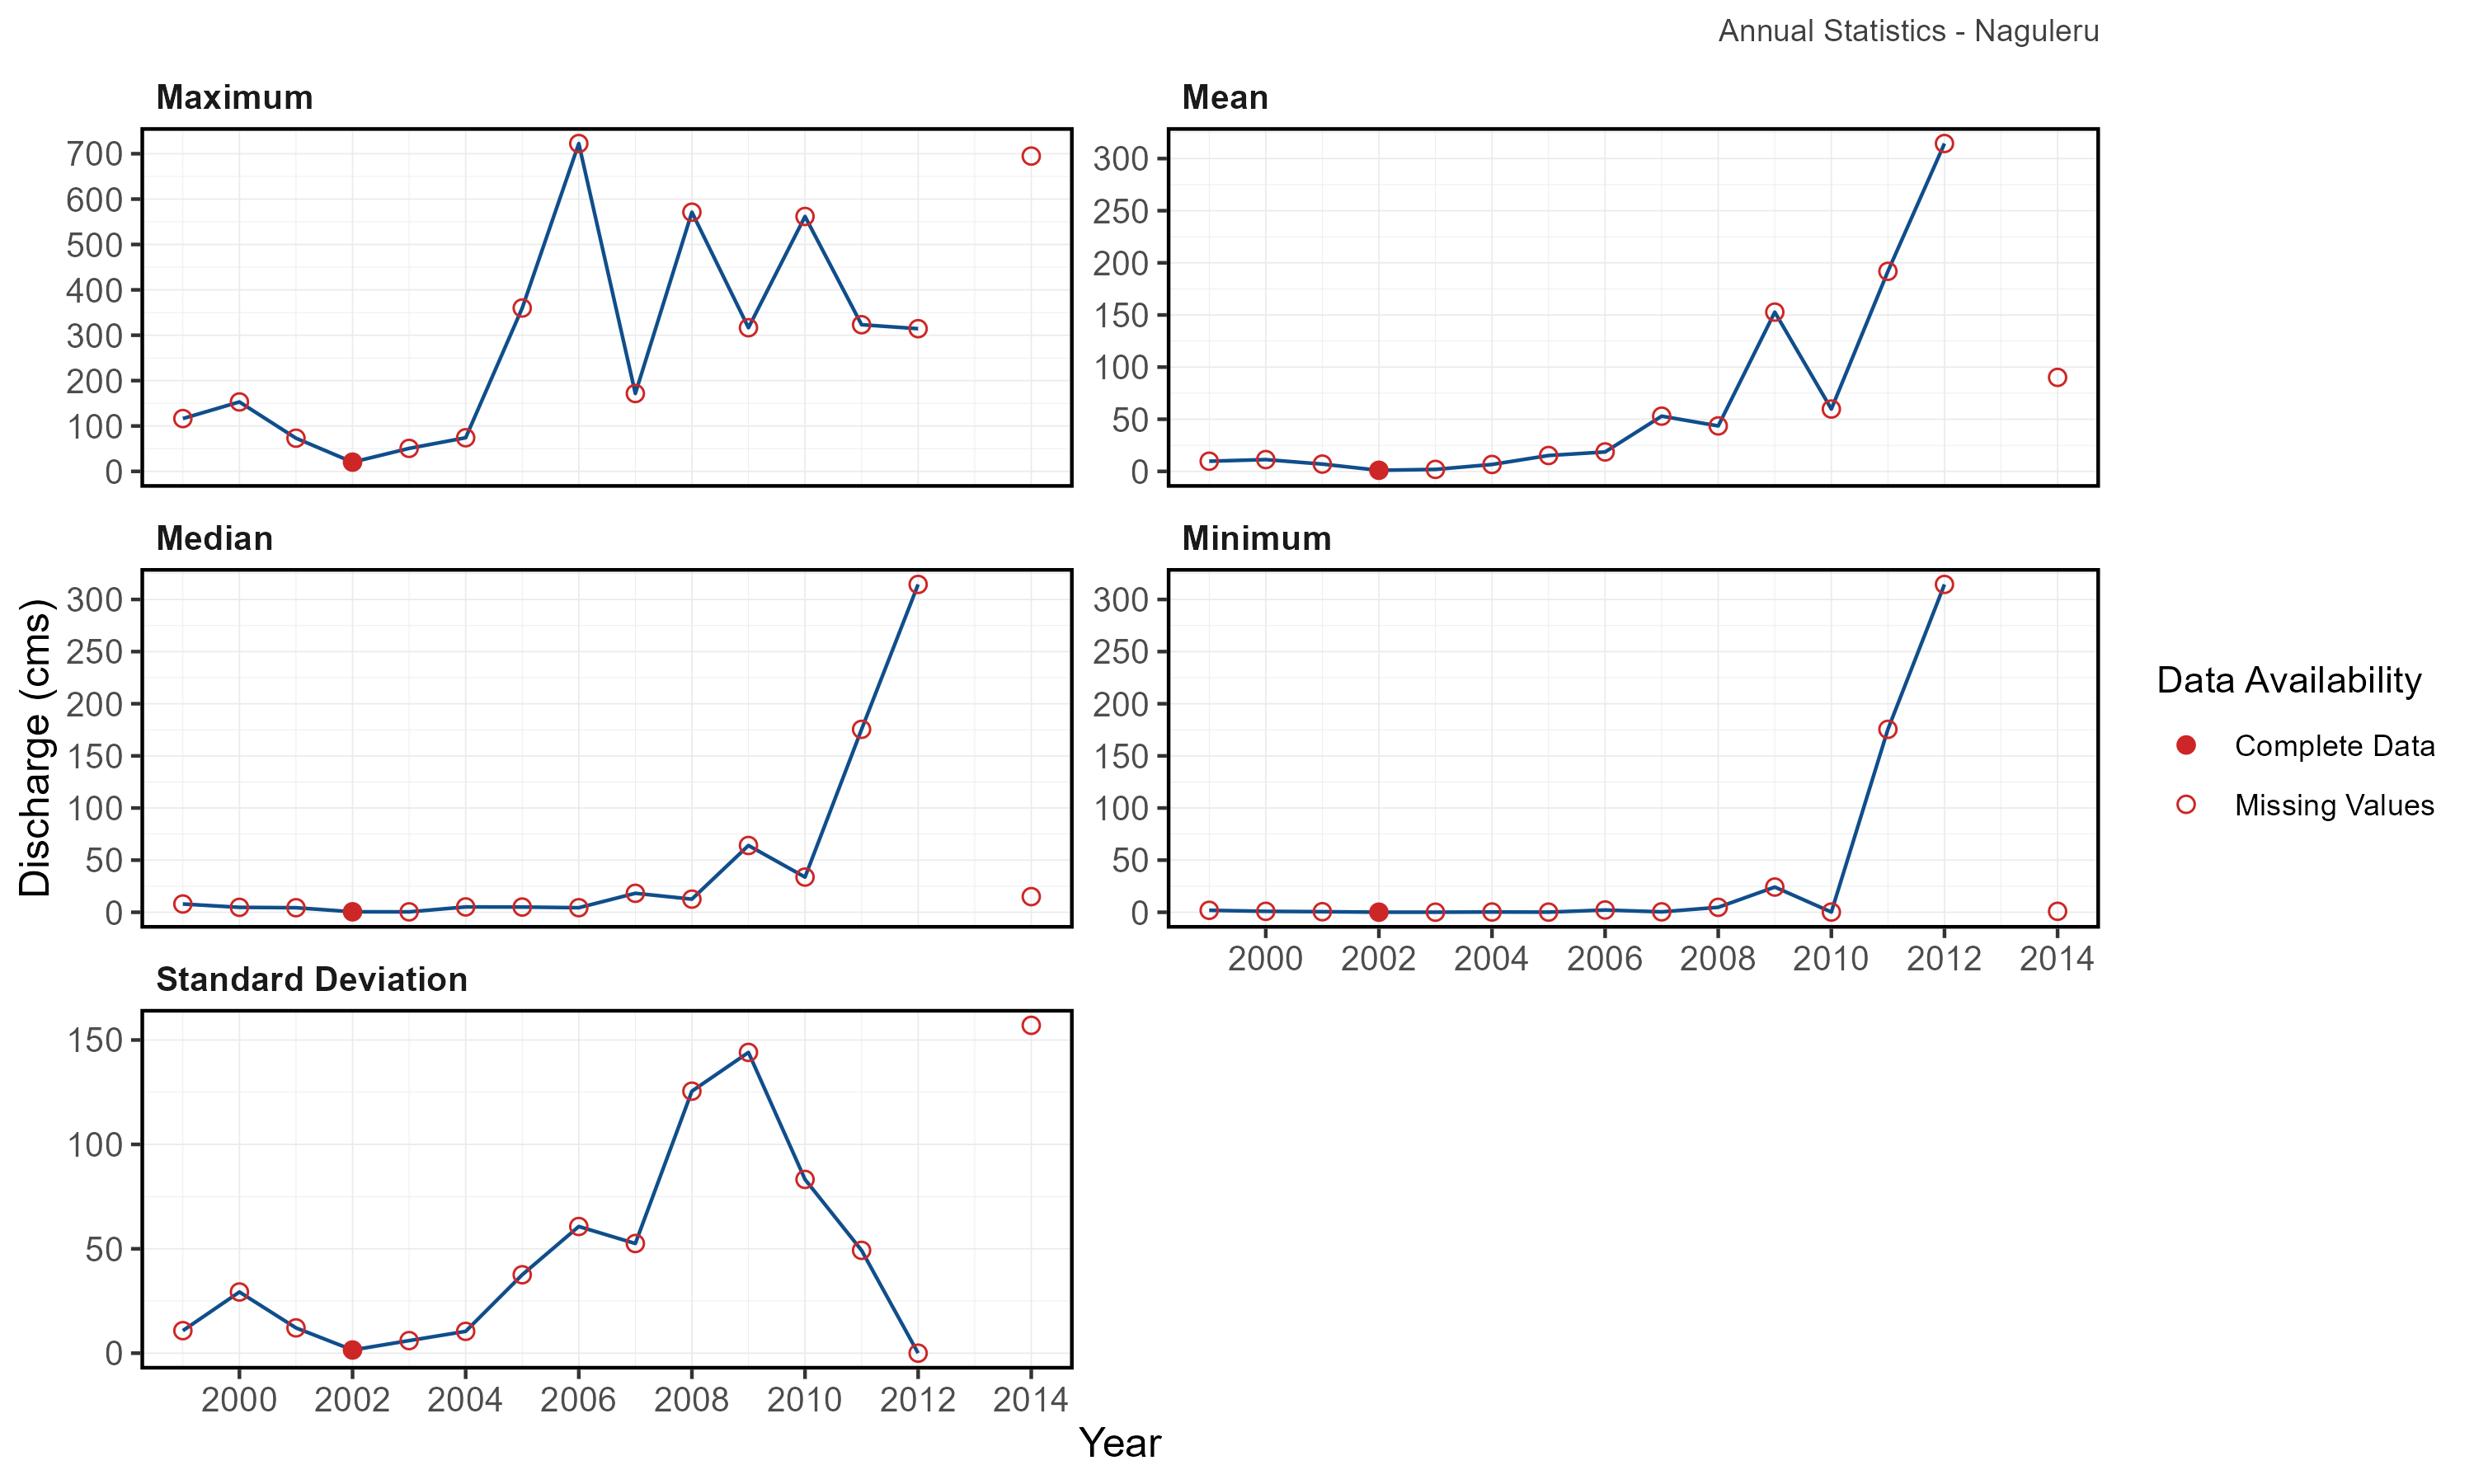 Annual Statistics - Naguleru
Maximum
700
600
500
400
300
200
100
0
Mean
300
250
200
150
100
50
0
Median
300
250
200
150
100
50
0
Minimum
300
250
200
150
100
50
0
2000 2002 2004 2006 2008 2010 2012 2014
Standard Deviation
150
100
50
0
2000 2002 2004 2006 2008 2010 2012 2014
Discharge (cms)
Year
Data Availability
Complete Data
Missing Values